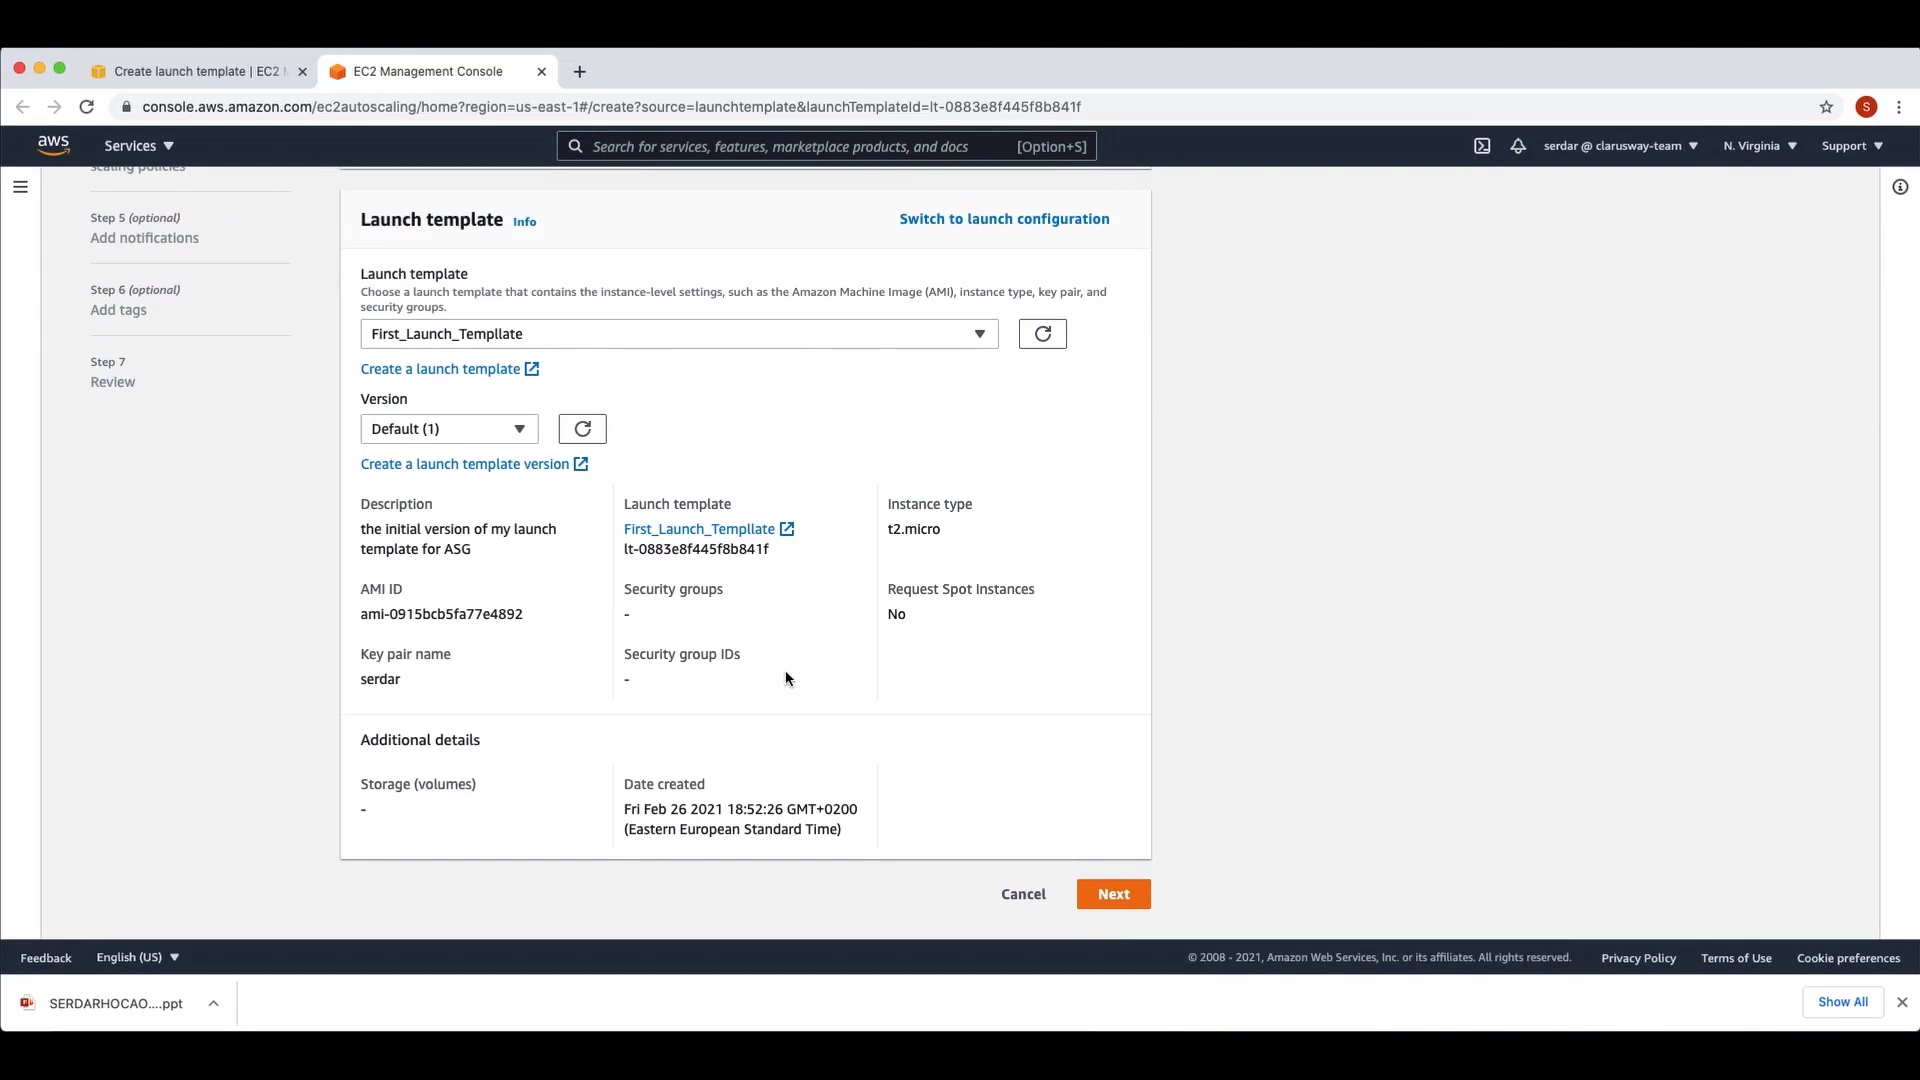 Create launch template | EC2 M
EC2 Management Console
console.aws.amazon.com/ec2autoscaling/home?region=us-east-1#/create?source=launchtemplate&launchTemplateId=lt-0883e8f445f8b841f
S
aws
Services
Search for services, features, marketplace products, and docs
[Option+S]
serdar @ clarusway-team
N. Virginia
Support
scaling policies
Step 5 (optional)
Add notifications
Step 6 (optional)
Add tags
Step 7
Review
Launch template Info
Switch to launch configuration
Launch template
Choose a launch template that contains the instance-level settings, such as the Amazon Machine Image (AMI), instance type, key pair, and
security groups.
First_Launch_Templlate
Create a launch template
Version
Default (1)
Create a launch template version
Description
the initial version of my launch
template for ASG
Launch template
First_Launch_Templlate
lt-0883e8f445f8b841f
Instance type
t2.micro
AMI ID
ami-0915bcb5fa77e4892
Security groups
-
Request Spot Instances
No
Key pair name
serdar
Security group IDs
-
Additional details
Storage (volumes)
-
Date created
Fri Feb 26 2021 18:52:26 GMT+0200
(Eastern European Standard Time)
Cancel
Next
Feedback
English (US)
© 2008 - 2021, Amazon Web Services, Inc. or its affiliates. All rights reserved.
Privacy Policy
Terms of Use
Cookie preferences
SERDARHOCAO....ppt
Show All